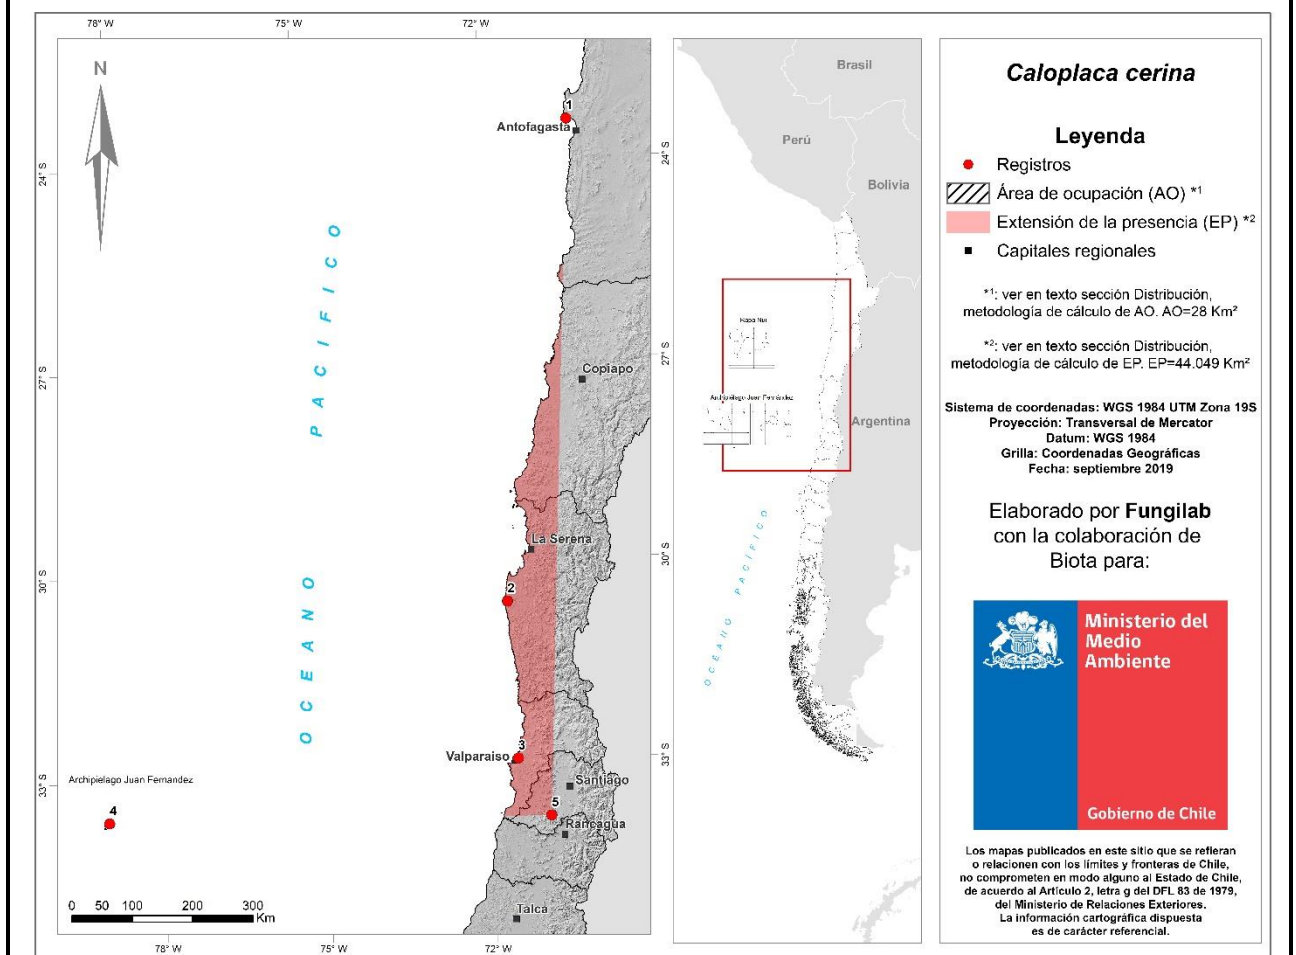 78° W
75° W
72° W
N
24° S
27° S
30° S
33° S
1
Antofagasta
Copiapo
La Serena
2
3
Valparaiso
Santiago
5
Rancagua
Talca
Archipielago Juan Fernandez
4
OCEANO PACIFICO
0 50 100 200 300
Km
78° W
75° W
72° W
24° S
27° S
30° S
33° S
Brasil
Perú
Bolivia
Argentina
Rapa Nui
Archipiélago Juan Fernández
OCÉANO PACÍFICO
Caloplaca cerina
Leyenda
Registros
Área de ocupación (AO) *1
Extensión de la presencia (EP) *2
Capitales regionales
*1: ver en texto sección Distribución,
metodología de cálculo de AO. AO=28 Km²
*2: ver en texto sección Distribución,
metodología de cálculo de EP. EP=44.049 Km²
Sistema de coordenadas: WGS 1984 UTM Zona 19S
Proyección: Transversal de Mercator
Datum: WGS 1984
Grilla: Coordenadas Geográficas
Fecha: septiembre 2019
Elaborado por Fungilab
con la colaboración de
Biota para:
Ministerio del
Medio
Ambiente
Gobierno de Chile
Los mapas publicados en este sitio que se refieran
o relacionen con los límites y fronteras de Chile,
no comprometen en modo alguno al Estado de Chile,
de acuerdo al Artículo 2, letra g del DFL 83 de 1979,
del Ministerio de Relaciones Exteriores.
La información cartográfica dispuesta
es de carácter referencial.